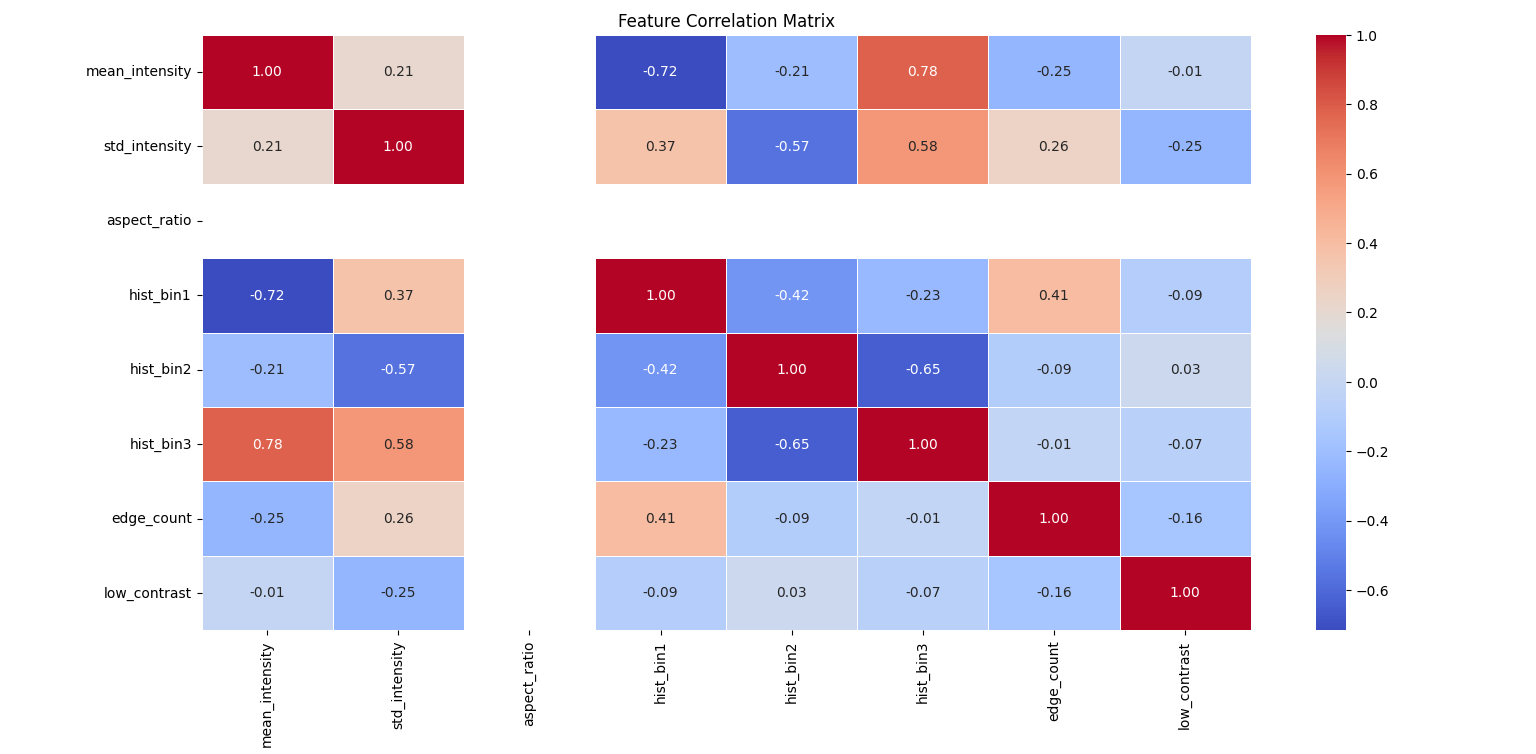 Feature Correlation Matrix
mean_intensity 1.00 0.21 -0.72 -0.21 0.78 -0.25 -0.01
std_intensity 0.21 1.00 0.37 -0.57 0.58 0.26 -0.25
aspect_ratio
hist_bin1 -0.72 0.37 1.00 -0.42 -0.23 0.41 -0.09
hist_bin2 -0.21 -0.57 -0.42 1.00 -0.65 -0.09 0.03
hist_bin3 0.78 0.58 -0.23 -0.65 1.00 -0.01 -0.07
edge_count -0.25 0.26 0.41 -0.09 -0.01 1.00 -0.16
low_contrast -0.01 -0.25 -0.09 0.03 -0.07 -0.16 1.00
mean_intensity
std_intensity
aspect_ratio
hist_bin1
hist_bin2
hist_bin3
edge_count
low_contrast
1.0
0.8
0.6
0.4
0.2
0.0
−0.2
−0.4
−0.6